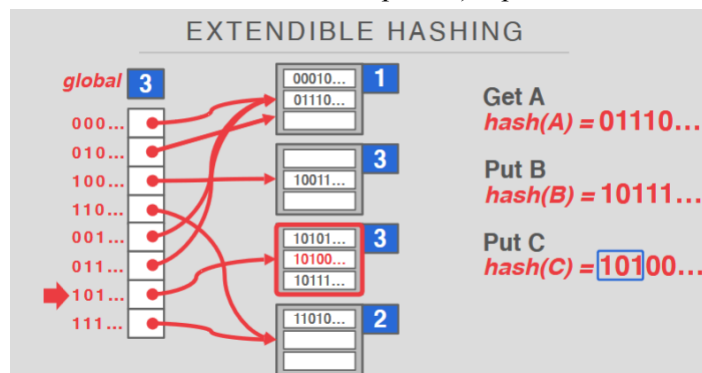 EXTENDIBLE HASHING
global 3
000...
010...
100...
110...
001...
011...
101...
111...
00010... 1
01110...
3
10011...
10101... 3
10100...
10111...
11010... 2
Get A
hash(A) = 01110...
Put B
hash(B) = 10111...
Put C
hash(C) = 10100...